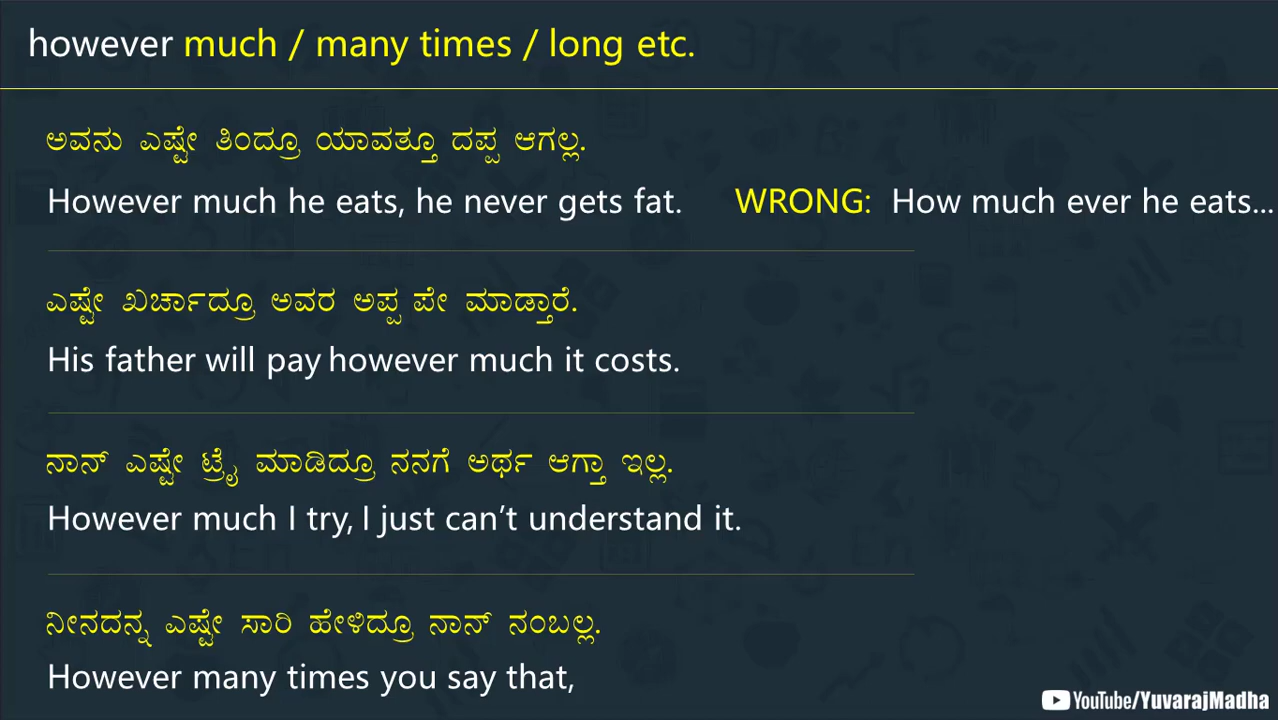 however much / many times / long etc.
ಅವನು ಎಷ್ಟೇ ತಿಂದ್ರೂ ಯಾವತ್ತೂ ದಪ್ಪ ಆಗಲ್ಲ.
However much he eats, he never gets fat. WRONG: How much ever he eats...
ಎಷ್ಟೇ ಖರ್ಚಾದ್ರೂ ಅವರ ಅಪ್ಪ ಪೇ ಮಾಡ್ತಾರೆ.
His father will pay however much it costs.
ನಾನ್ ಎಷ್ಟೇ ಟ್ರೈ ಮಾಡಿದ್ರೂ ನನಗೆ ಅರ್ಥ ಆಗ್ತಾ ಇಲ್ಲ.
However much I try, I just can’t understand it.
ನೀನದನ್ನ ಎಷ್ಟೇ ಸಾರಿ ಹೇಳಿದ್ರೂ ನಾನ್ ನಂಬಲ್ಲ.
However many times you say that,
YouTube/YuvarajMadha